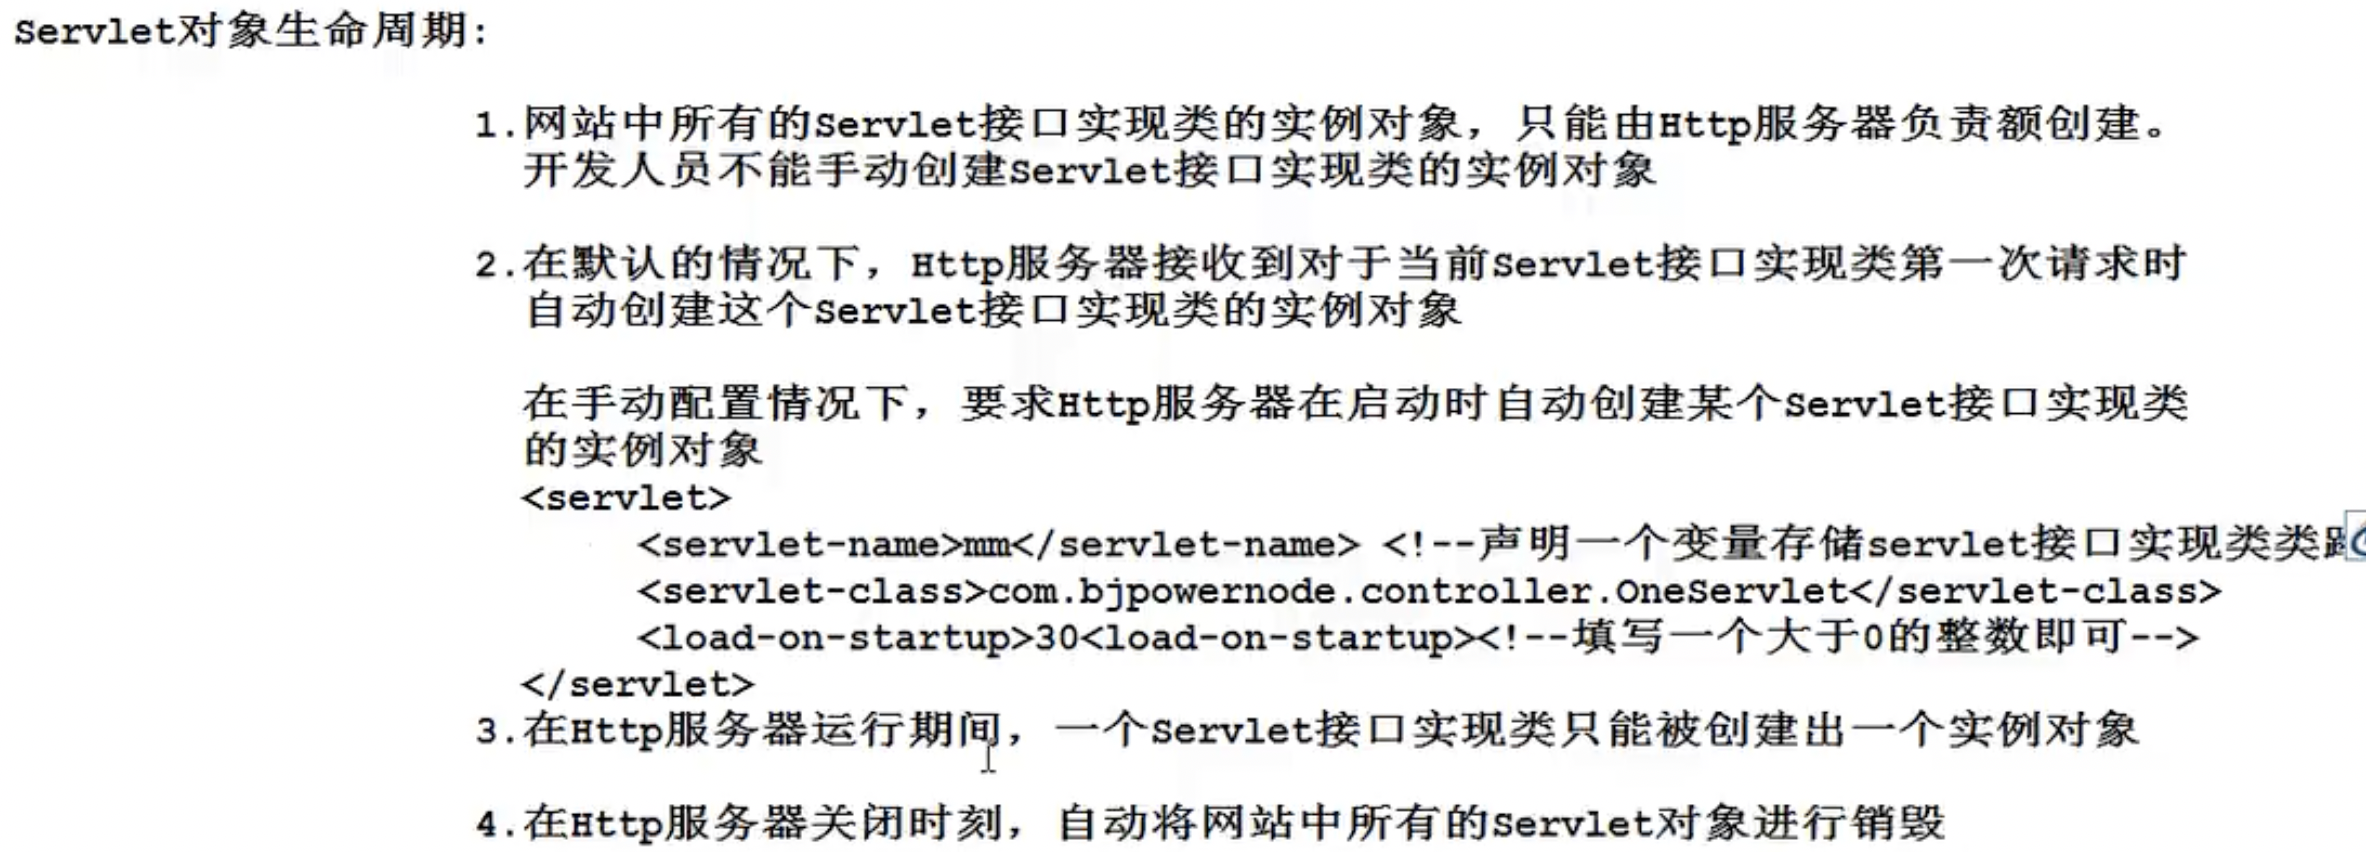 Servlet对象生命周期:
1.网站中所有的Servlet接口实现类的实例对象，只能由Http服务器负责额创建。
开发人员不能手动创建Servlet接口实现类的实例对象
2.在默认的情况下，Http服务器接收到对于当前Servlet接口实现类第一次请求时
自动创建这个Servlet接口实现类的实例对象
在手动配置情况下，要求Http服务器在启动时自动创建某个Servlet接口实现类
的实例对象
<servlet>
<servlet-name>mm</servlet-name> <!--声明一个变量存储servlet接口实现类类
<servlet-class>com.bjpowernode.controller.OneServlet</servlet-class>
<load-on-startup>30<load-on-startup><!--填写一个大于0的整数即可-->
</servlet>
3.在Http服务器运行期间，一个Servlet接口实现类只能被创建出一个实例对象
4.在Http服务器关闭时刻，自动将网站中所有的Servlet对象进行销毁